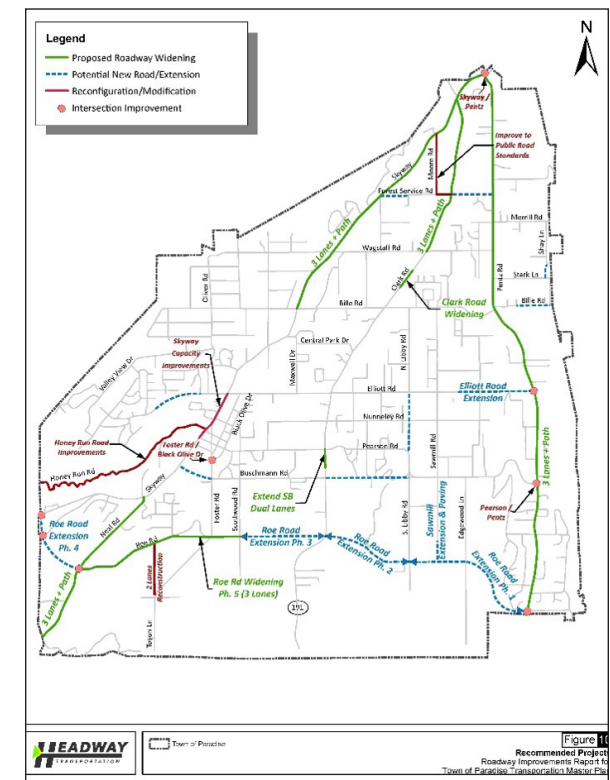 Legend
Proposed Roadway Widening
Potential New Road/Extension
Reconfiguration/Modification
Intersection Improvement
N
Skyway /
Pentz
Improve to
Public Road
Standards
Moore Rd
Skyway
Forest Service Rd
3 Lanes + Path
3 Lanes + Path
Merrill Rd
Shay Ln
Wagstaff Rd
Oliver Rd
Clark Rd
Pentz Rd
Stark Ln
Bille Rd
Bille Rd
Clark Road
Widening
Skyway
Capacity
Improvements
Central Park Dr
Maxwell Dr
N. Libby Rd
Valley View Dr
Black Olive Dr
Elliott Rd
Elliott Road
Extension
Nunneley Rd
Honey Run Road
Improvements
Foster Rd /
Black Olive Dr
Pearson Rd
Sawmill Rd
3 Lanes + Path
Honey Run Rd
Buschmann Rd
Skyway
Extend SB
Dual Lanes
Pearson /
Pentz
Neal Rd
Foster Rd
Scottwood Rd
S. Libby Rd
Edgewood Ln
Sawmill
Extension & Paving
Roe Road
Extension
Ph. 4
Roe Rd
Roe Road
Extension Ph. 3
Roe Road
Extension Ph. 2
Roe Road
Extension Ph. 1
3 Lanes + Path
2 Lanes
Reconstruction
Roe Rd Widening
Ph. 5 (3 Lanes)
191
HEADWAY
TRANSPORTATION
Town of Paradise
Figure 10
Recommended Projects
Roadway Improvements Report for
Town of Paradise Transportation Master Plan